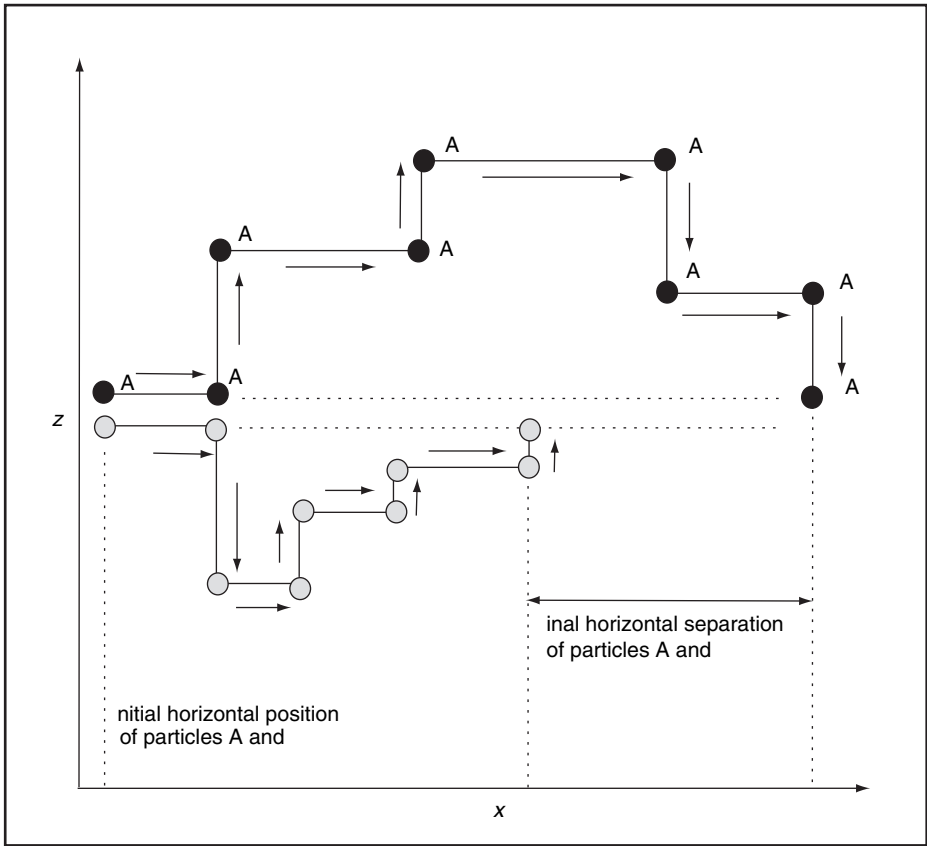 A
A
A
A
A
A
A
A
A
z
inal horizontal separation
of particles A and
nitial horizontal position
of particles A and
x